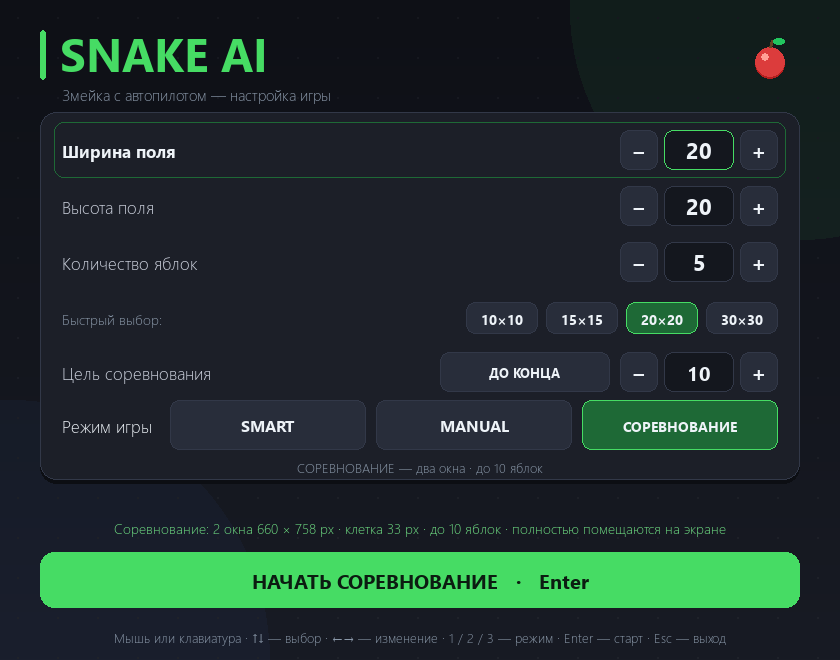 SNAKE AI
Змейка с автопилотом — настройка игры
Ширина поля − 20 +
Высота поля − 20 +
Количество яблок − 5 +
Быстрый выбор: 10×10 15×15 20×20 30×30
Цель соревнования ДО КОНЦА − 10 +
Режим игры SMART MANUAL СОРЕВНОВАНИЕ
СОРЕВНОВАНИЕ — два окна · до 10 яблок
Соревнование: 2 окна 660 × 758 px · клетка 33 px · до 10 яблок · полностью помещаются на экране
НАЧАТЬ СОРЕВНОВАНИЕ · Enter
Мышь или клавиатура · ↑↓ — выбор · ←→ — изменение · 1 / 2 / 3 — режим · Enter — старт · Esc — выход